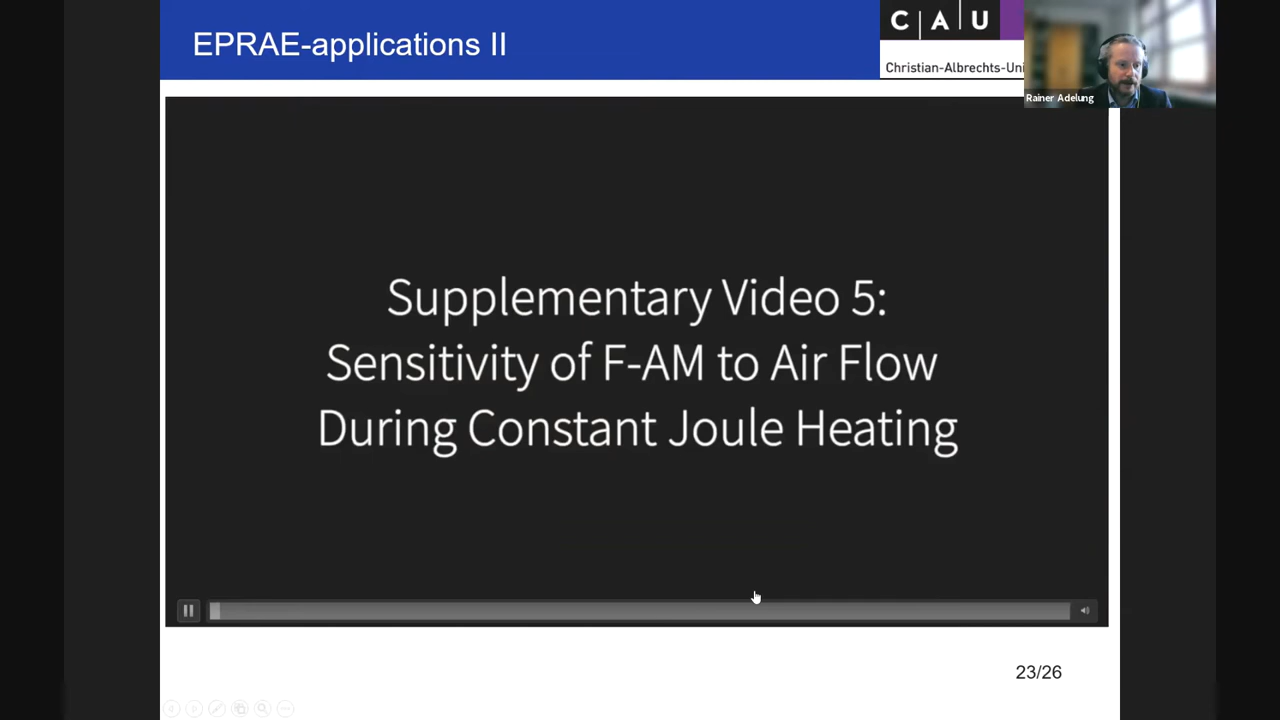 EPRAE-applications II
C A U
Christian-Albrechts-Uni
Rainer Adelung
Supplementary Video 5:
Sensitivity of F-AM to Air Flow
During Constant Joule Heating
23/26